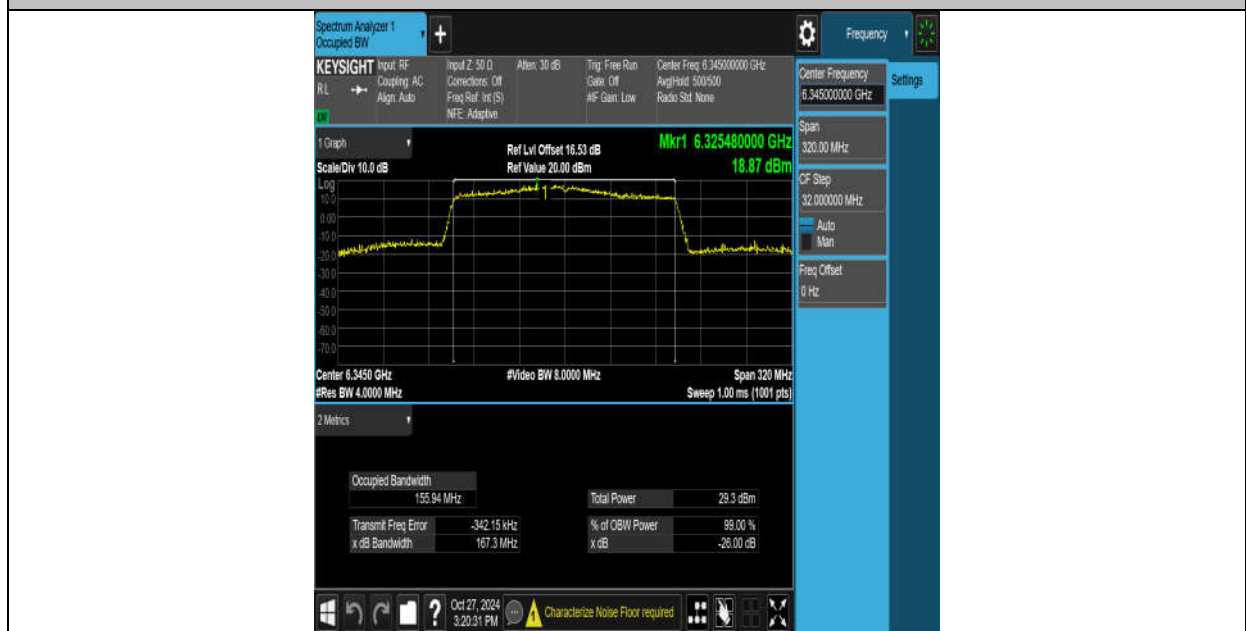 Spectrum Analyzer 1
Occupied BW
+
Frequency
KEYSIGHT Input: RF Input Z: 50 Ω Atten: 30 dB Trig: Free Run Center Freq: 6.345000000 GHz
RL Coupling: AC Corrections: Off Gate: Off Avg|Hold: 500/500
Align: Auto Freq Ref: Int (S) #IF Gain: Low Radio Std: None
NFE: Adaptive
Center Frequency
6.345000000 GHz
Settings
Span
320.00 MHz
CF Step
32.000000 MHz
Auto
Man
Freq Offset
0 Hz
1 Graph
Ref Lvl Offset 16.53 dB
Mkr1 6.325480000 GHz
Scale/Div 10.0 dB
Ref Value 20.00 dBm
18.87 dBm
Log
10.0
0.00
-10.0
-20.0
-30.0
-40.0
-50.0
-60.0
-70.0
Center 6.3450 GHz #Video BW 8.0000 MHz Span 320 MHz
#Res BW 4.0000 MHz Sweep 1.00 ms (1001 pts)
2 Metrics
Occupied Bandwidth
155.94 MHz Total Power 29.3 dBm
Transmit Freq Error -342.15 kHz % of OBW Power 99.00 %
x dB Bandwidth 167.3 MHz x dB -26.00 dB
?
Oct 27, 2024
3:20:31 PM
Characterize Noise Floor required